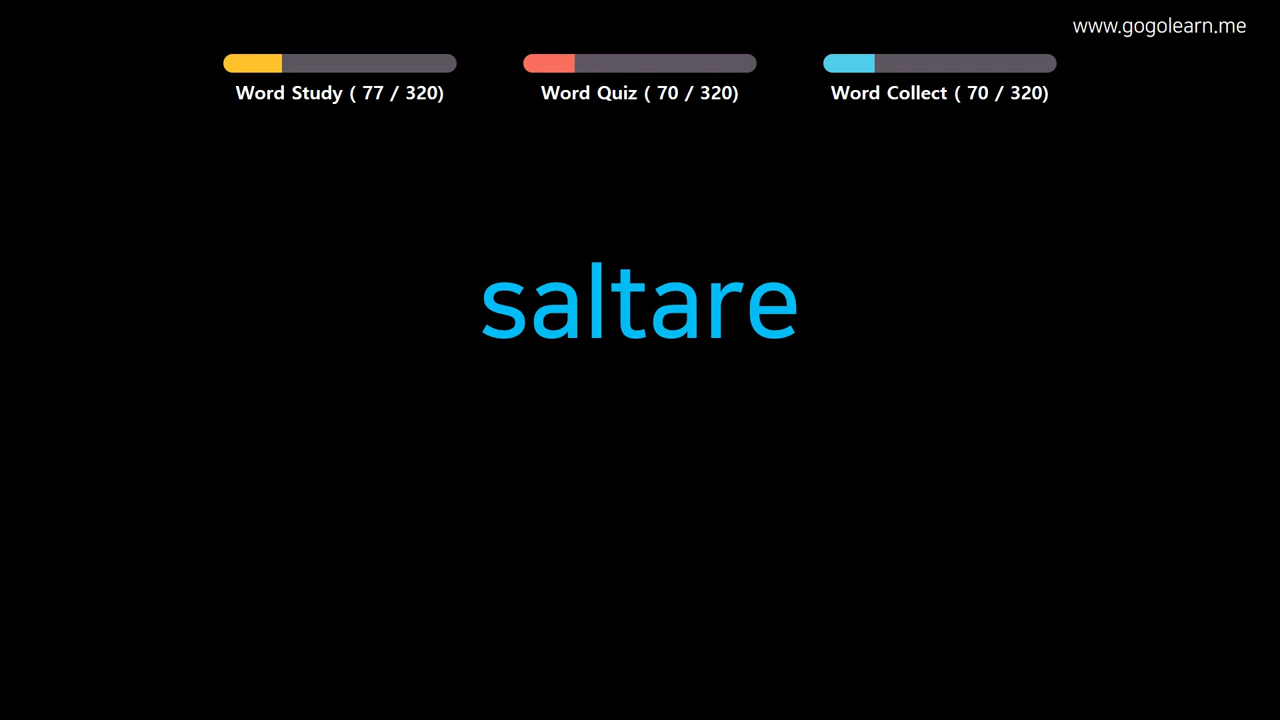 www.gogolearn.me
Word Study ( 77 / 320)
Word Quiz ( 70 / 320)
Word Collect ( 70 / 320)
saltare